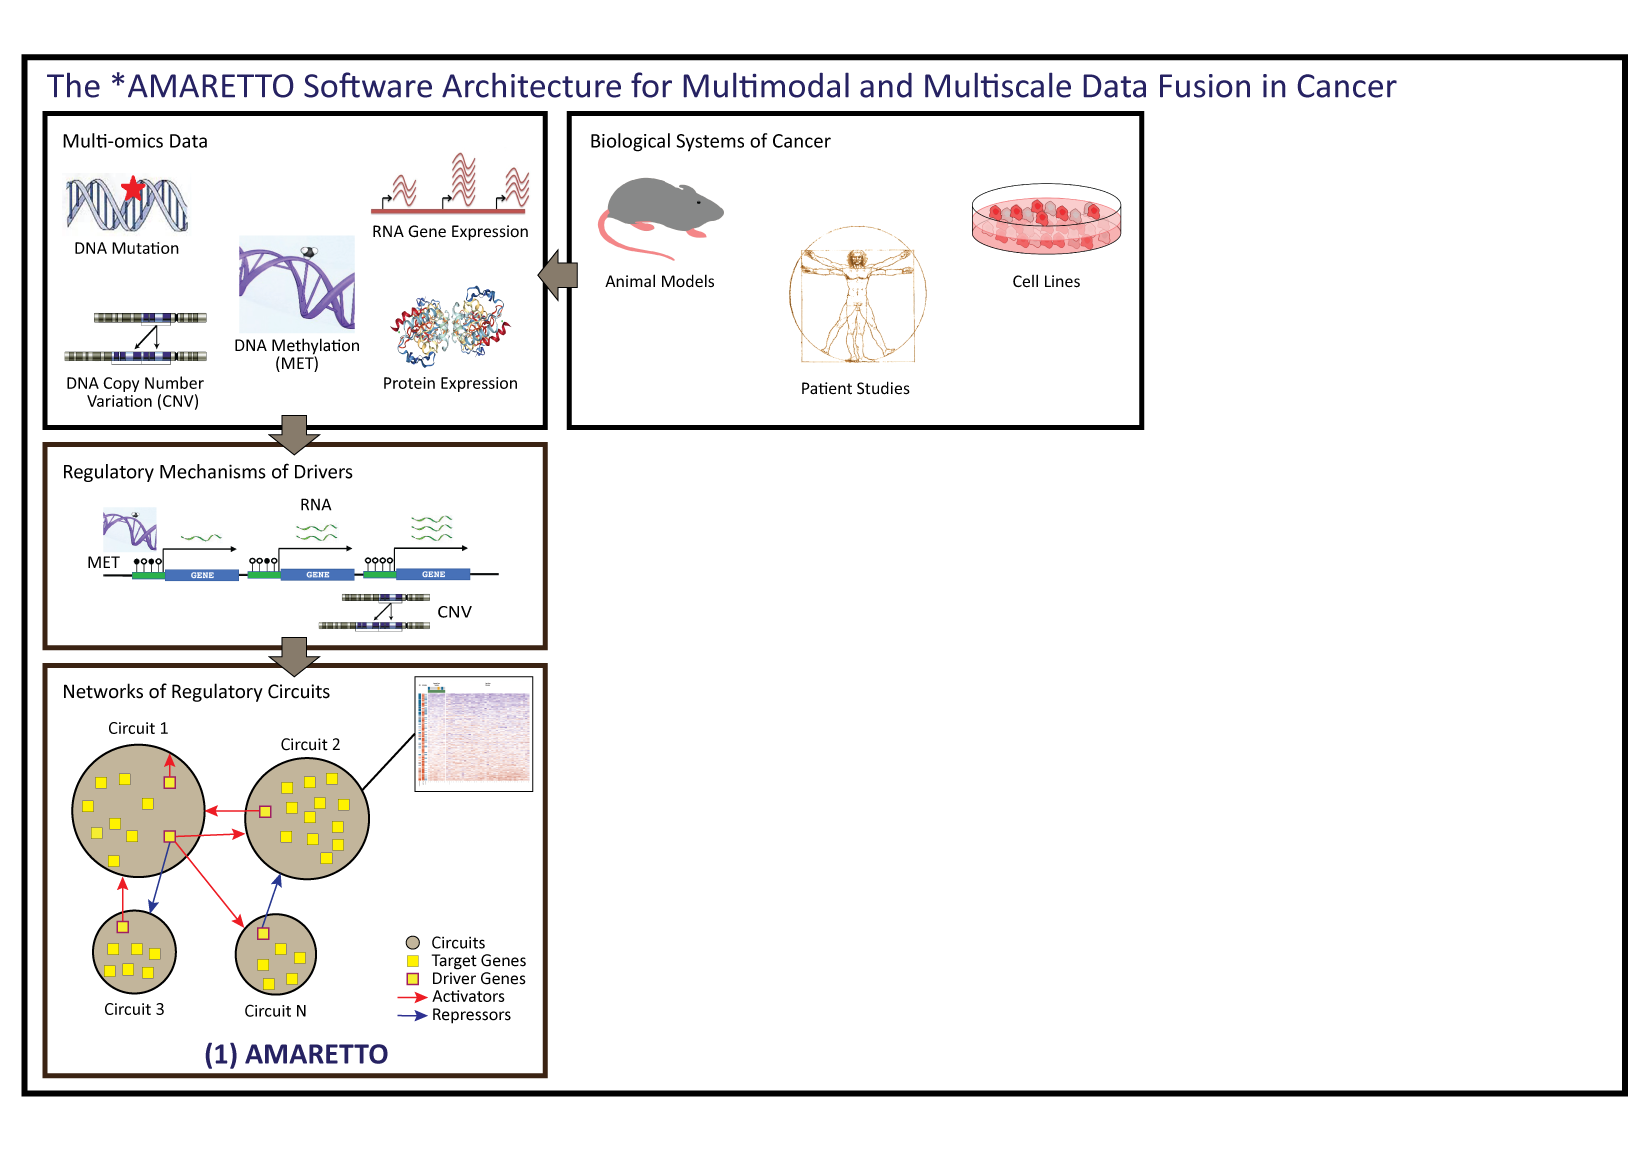 The *AMARETTO Software Architecture for Multimodal and Multiscale Data Fusion in Cancer
Multi-omics Data
DNA Mutation
RNA Gene Expression
DNA Methylation
(MET)
DNA Copy Number
Variation (CNV)
Protein Expression
Biological Systems of Cancer
Animal Models
Patient Studies
Cell Lines
Regulatory Mechanisms of Drivers
RNA
MET
GENE
GENE
GENE
CNV
Networks of Regulatory Circuits
Circuit 1
Circuit 2
Circuit 3
Circuit N
Circuits
Target Genes
Driver Genes
Activators
Repressors
(1) AMARETTO